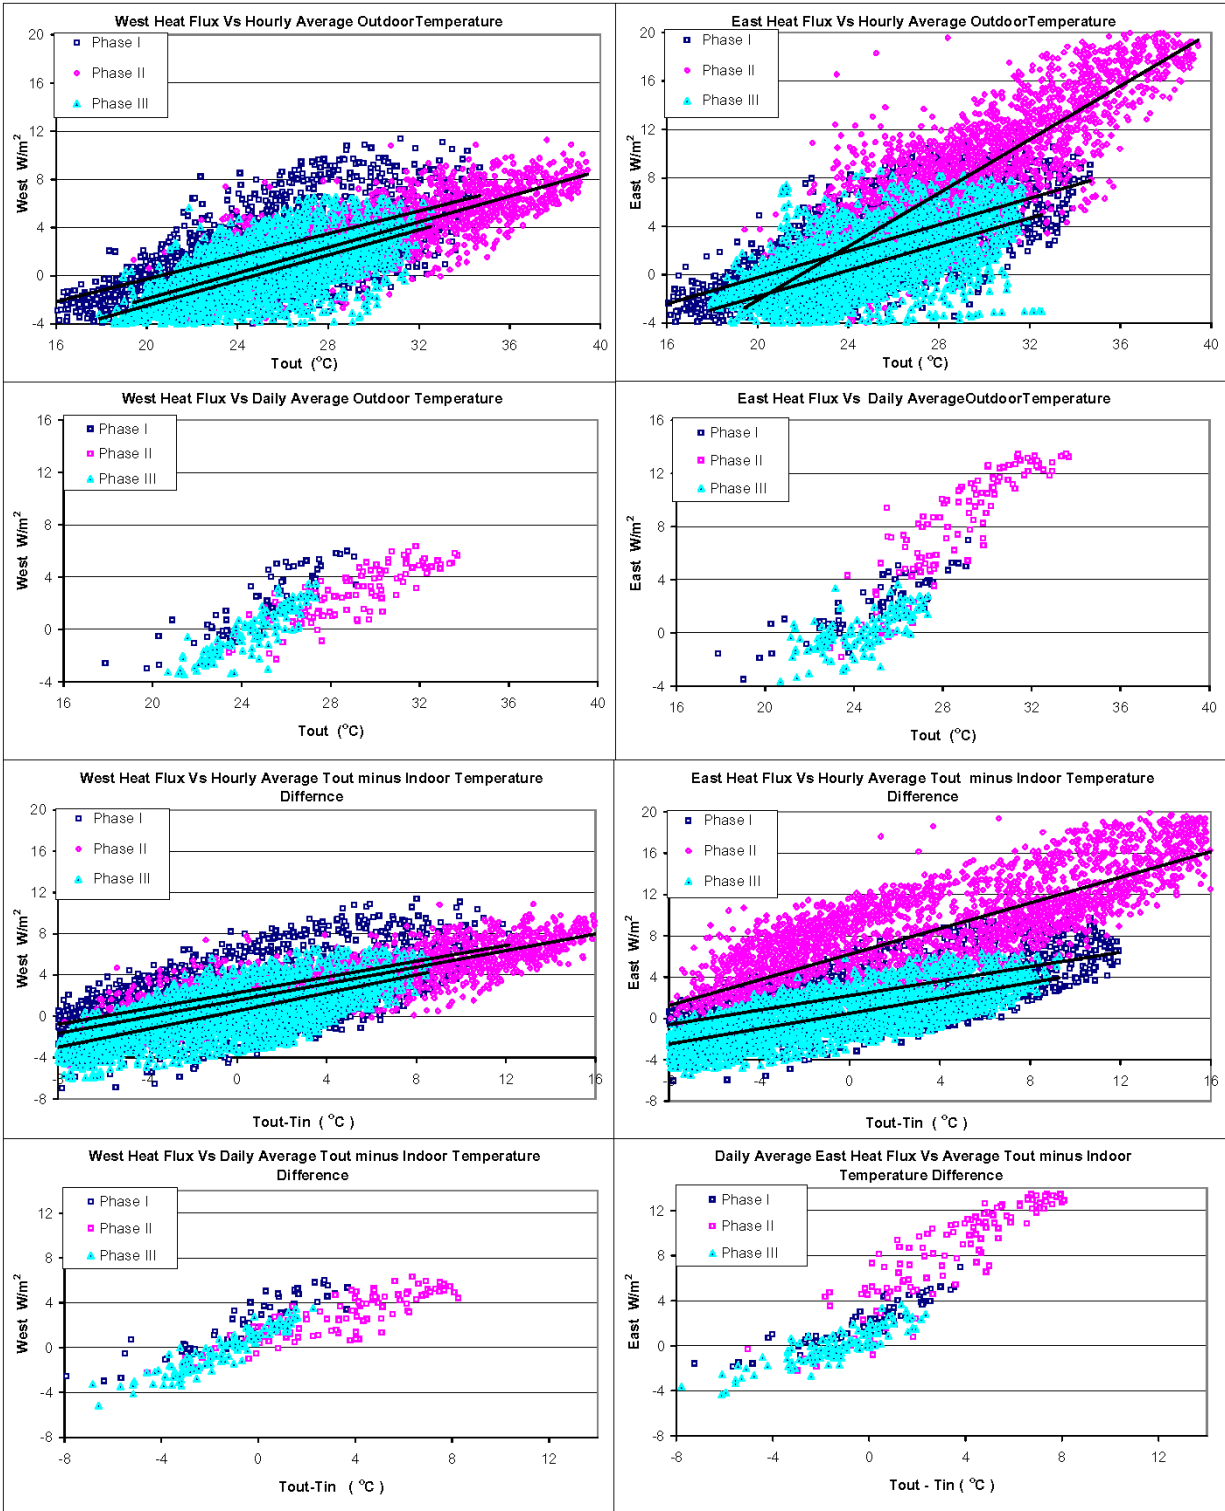 West Heat Flux Vs Hourly Average OutdoorTemperature
Phase I
Phase II
Phase III
West W/m²
20
16
12
8
4
0
-4
16 20 24 28 32 36 40
Tout (°C)
East Heat Flux Vs Hourly Average OutdoorTemperature
Phase I
Phase II
Phase III
East W/m²
20
16
12
8
4
0
-4
16 20 24 28 32 36 40
Tout (°C)
West Heat Flux Vs Daily Average Outdoor Temperature
Phase I
Phase II
Phase III
West W/m²
16
12
8
4
0
-4
16 20 24 28 32 36 40
Tout (°C)
East Heat Flux Vs Daily AverageOutdoorTemperature
Phase I
Phase II
Phase III
East W/m²
16
12
8
4
0
-4
16 20 24 28 32 36 40
Tout (°C)
West Heat Flux Vs Hourly Average Tout minus Indoor Temperature
Differnce
Phase I
Phase II
Phase III
West W/m²
20
16
12
8
4
0
-4
-8
-8 -4 0 4 8 12 16
Tout-Tin (°C)
East Heat Flux Vs Hourly Average Tout minus Indoor Temperature
Difference
Phase I
Phase II
Phase III
East W/m²
20
16
12
8
4
0
-4
-8
-8 -4 0 4 8 12 16
Tout-Tin (°C)
West Heat Flux Vs Daily Average Tout minus Indoor Temperature
Difference
Phase I
Phase II
Phase III
West W/m²
12
8
4
0
-4
-8
-8 -4 0 4 8 12
Tout-Tin (°C)
Daily Average East Heat Flux Vs Average Tout minus Indoor
Temperature Difference
Phase I
Phase II
Phase III
East W/m²
12
8
4
0
-4
-8
-8 -4 0 4 8 12
Tout - Tin (°C)